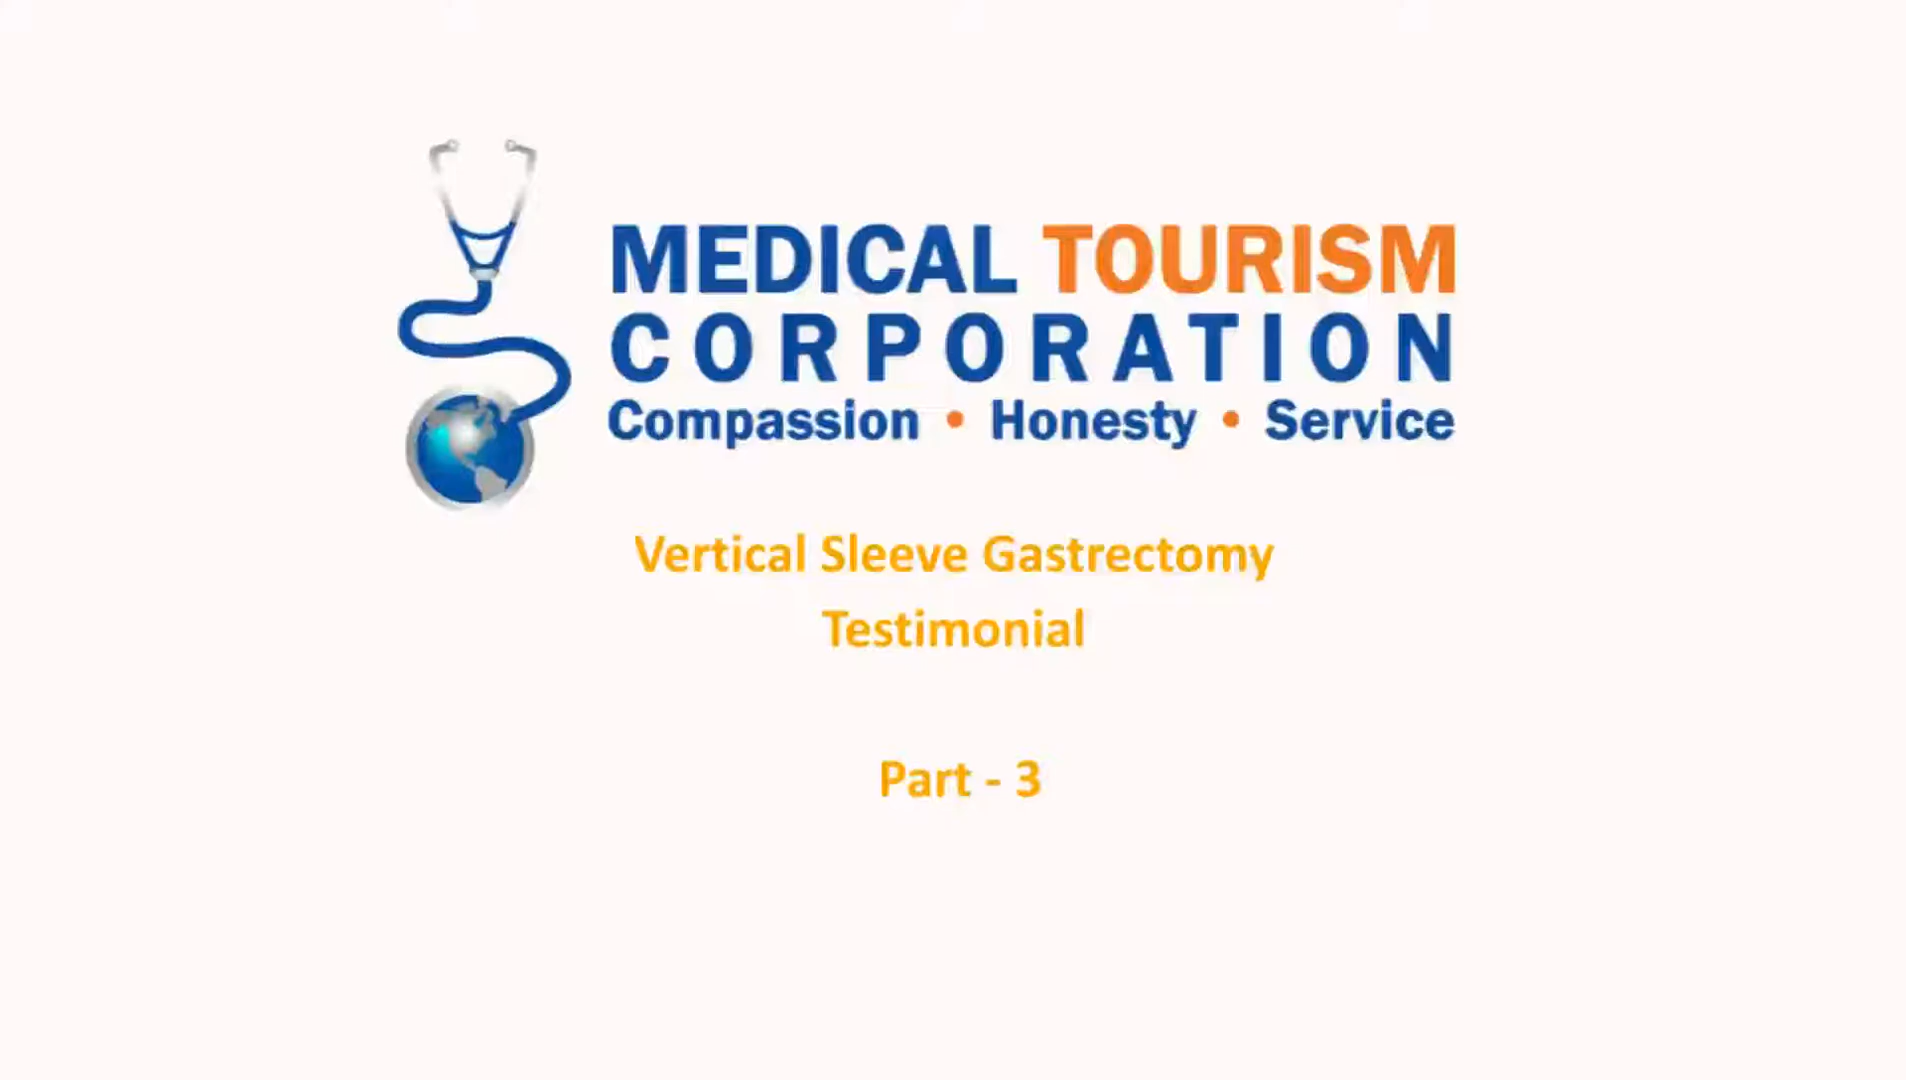 MEDICAL TOURISM
CORPORATION
Compassion • Honesty • Service
Vertical Sleeve Gastrectomy
Testimonial
Part - 3